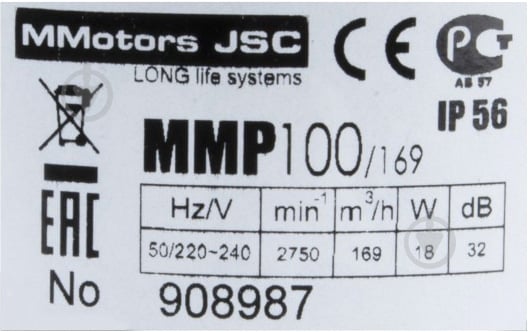 MMotors JSC
LONG life systems
CE
PCT
АВ 57
IP 56
MMP100/169
EAC
Hz/V min⁻¹ m³/h W dB
50/220~240 2750 169 18 32
No 908987